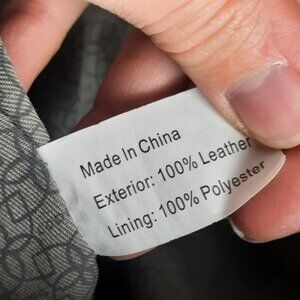 Made In China
Exterior: 100% Leather
Lining: 100% Polyester